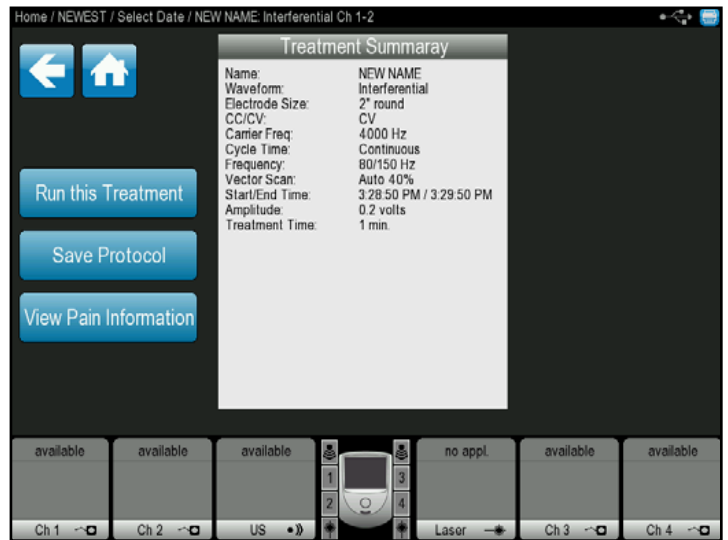 Home / NEWEST / Select Date / NEW NAME: Interferential Ch 1-2
Treatment Summaray
Name: NEW NAME
Waveform: Interferential
Electrode Size: 2" round
CC/CV: CV
Carrier Freq: 4000 Hz
Cycle Time: Continuous
Frequency: 80/150 Hz
Vector Scan: Auto 40%
Start/End Time: 3:28:50 PM / 3:29:50 PM
Amplitude: 0.2 volts
Treatment Time: 1 min.
Run this Treatment
Save Protocol
View Pain Information
available available available no appl. available available
1 3
2 4
Ch 1 Ch 2 US Laser Ch 3 Ch 4